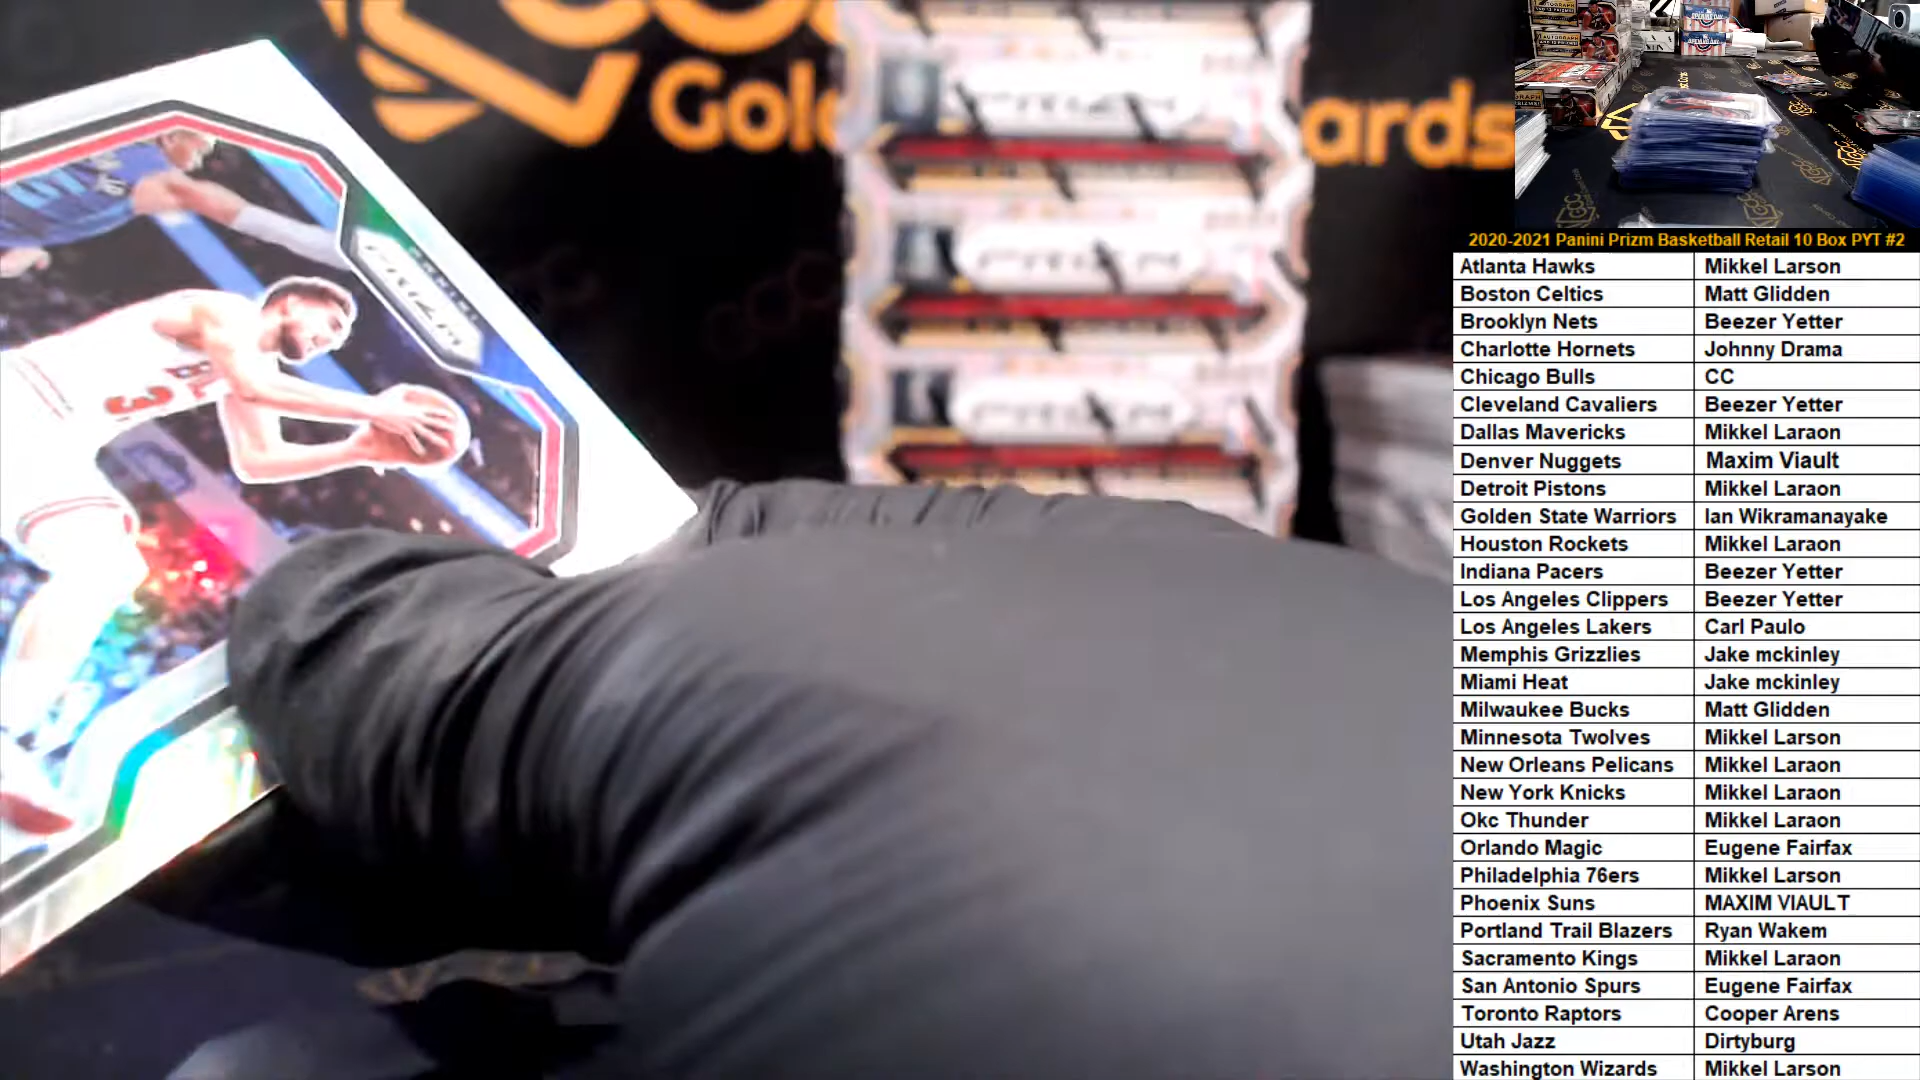 Gol ards
PANINI
PRIZM
PRIZM
PRIZM
PRIZM
2020-2021 Panini Prizm Basketball Retail 10 Box PYT #2
Atlanta Hawks Mikkel Larson
Boston Celtics Matt Glidden
Brooklyn Nets Beezer Yetter
Charlotte Hornets Johnny Drama
Chicago Bulls CC
Cleveland Cavaliers Beezer Yetter
Dallas Mavericks Mikkel Laraon
Denver Nuggets Maxim Viault
Detroit Pistons Mikkel Laraon
Golden State Warriors Ian Wikramanayake
Houston Rockets Mikkel Laraon
Indiana Pacers Beezer Yetter
Los Angeles Clippers Beezer Yetter
Los Angeles Lakers Carl Paulo
Memphis Grizzlies Jake mckinley
Miami Heat Jake mckinley
Milwaukee Bucks Matt Glidden
Minnesota Twolves Mikkel Larson
New Orleans Pelicans Mikkel Laraon
New York Knicks Mikkel Laraon
Okc Thunder Mikkel Laraon
Orlando Magic Eugene Fairfax
Philadelphia 76ers Mikkel Larson
Phoenix Suns MAXIM VIAULT
Portland Trail Blazers Ryan Wakem
Sacramento Kings Mikkel Laraon
San Antonio Spurs Eugene Fairfax
Toronto Raptors Cooper Arens
Utah Jazz Dirtyburg
Washington Wizards Mikkel Larson